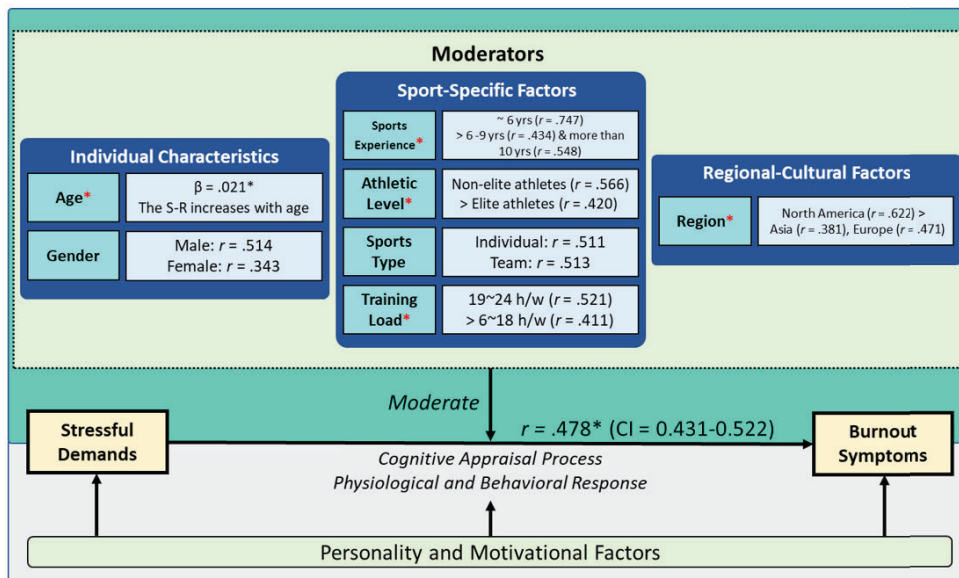 Moderators
Individual Characteristics
Age*
β = .021*
The S-R increases with age
Gender
Male: r = .514
Female: r = .343
Sport-Specific Factors
Sports
Experience*
~ 6 yrs (r = .747)
> 6 -9 yrs (r = .434) & more than
10 yrs (r = .548)
Athletic
Level*
Non-elite athletes (r = .566)
> Elite athletes (r = .420)
Sports
Type
Individual: r = .511
Team: r = .513
Training
Load*
19~24 h/w (r = .521)
> 6~18 h/w (r = .411)
Regional-Cultural Factors
Region*
North America (r = .622) >
Asia (r = .381), Europe (r = .471)
Moderate
Stressful
Demands
r = .478* (CI = 0.431-0.522)
Cognitive Appraisal Process
Physiological and Behavioral Response
Burnout
Symptoms
Personality and Motivational Factors